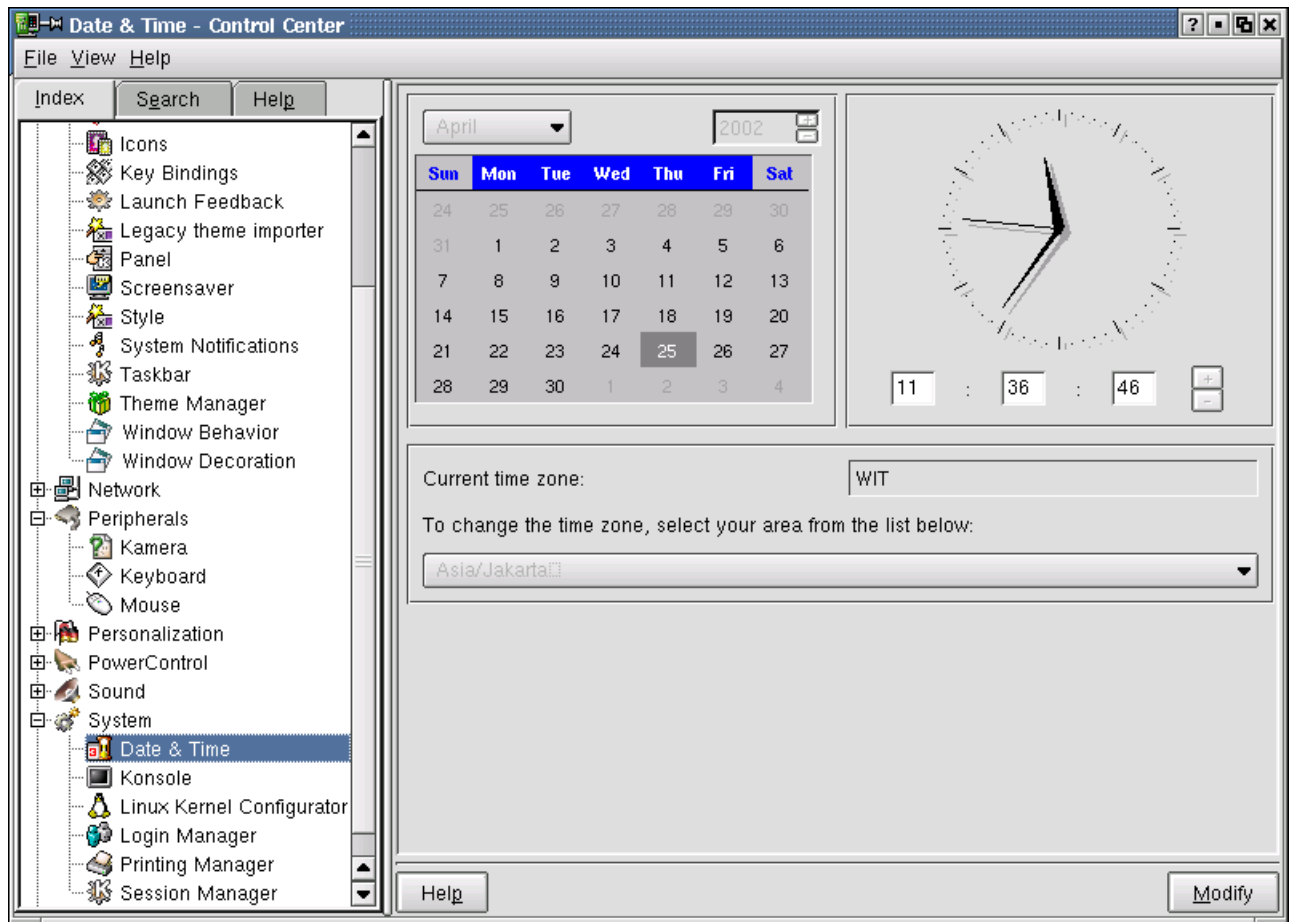 Date & Time - Control Center
File View Help
Index Search Help
Icons
Key Bindings
Launch Feedback
Legacy theme importer
Panel
Screensaver
Style
System Notifications
Taskbar
Theme Manager
Window Behavior
Window Decoration
Network
Peripherals
Kamera
Keyboard
Mouse
Personalization
PowerControl
Sound
System
Date & Time
Konsole
Linux Kernel Configurator
Login Manager
Printing Manager
Session Manager
April 2002
Sun Mon Tue Wed Thu Fri Sat
24 25 26 27 28 29 30
31 1 2 3 4 5 6
7 8 9 10 11 12 13
14 15 16 17 18 19 20
21 22 23 24 25 26 27
28 29 30 1 2 3 4
11 : 36 : 46
Current time zone: WIT
To change the time zone, select your area from the list below:
Asia/Jakarta
Help Modify